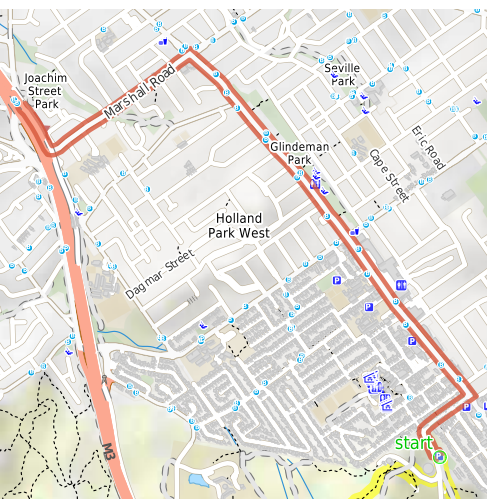 Joachim
Street
Park
Marshall Road
Seville
Park
Glindeman
Park
Eric Road
Cape Street
Holland
Park West
Dagmar Street
P
P
P
P
P
N3
start